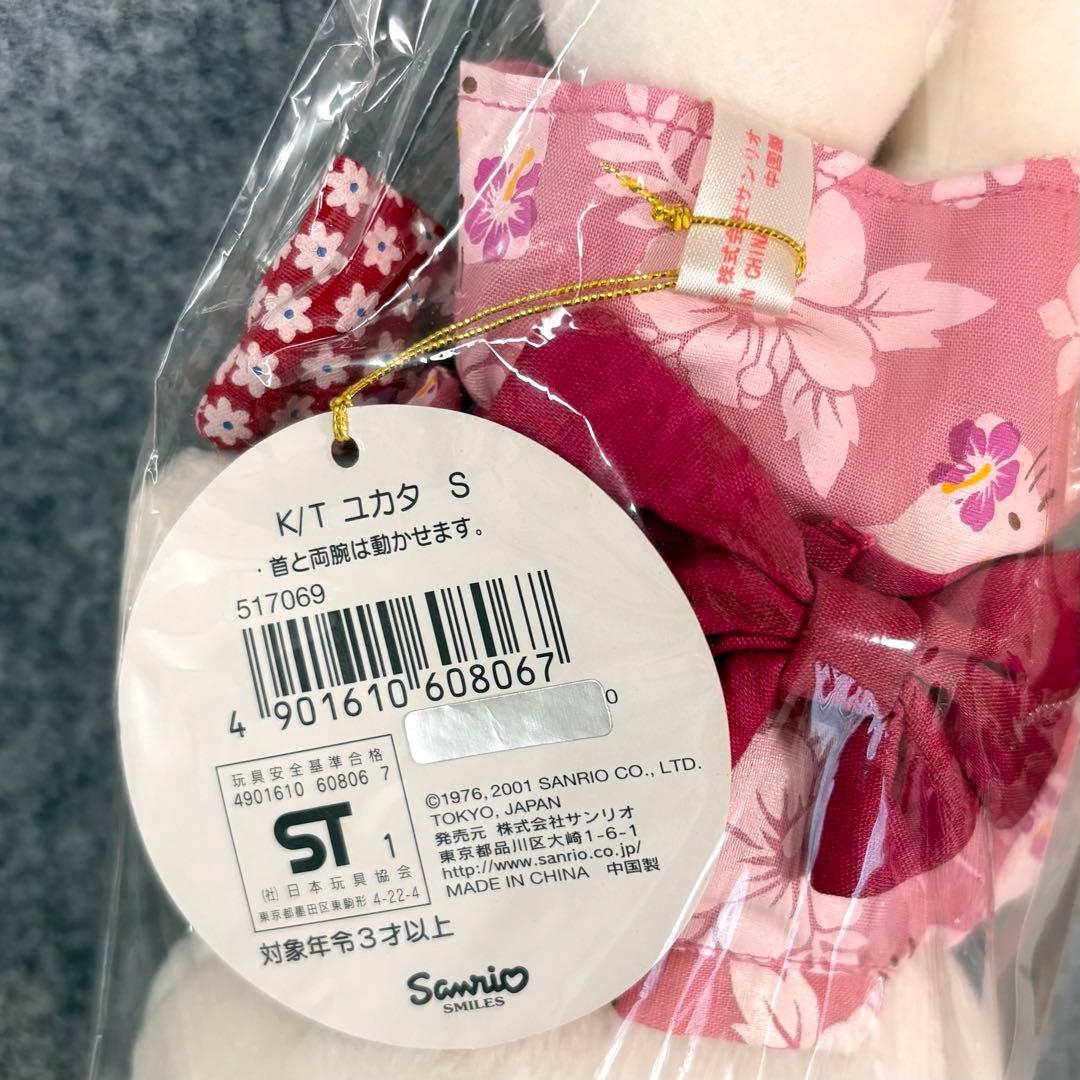 株式会社サンリオ
中国製
IN CHINA
K/T ユカタ S
・首と両腕は動かせます。
517069
4 901610 608067
0
玩具安全基準合格
4901610 60806 7
ST 1
(社)日本玩具協会
東京都墨田区東駒形 4-22-4
©1976, 2001 SANRIO CO., LTD.
TOKYO, JAPAN
発売元 株式会社サンリオ
東京都品川区大崎1-6-1
http://www.sanrio.co.jp/
MADE IN CHINA 中国製
対象年令3才以上
Sanrio
SMILES